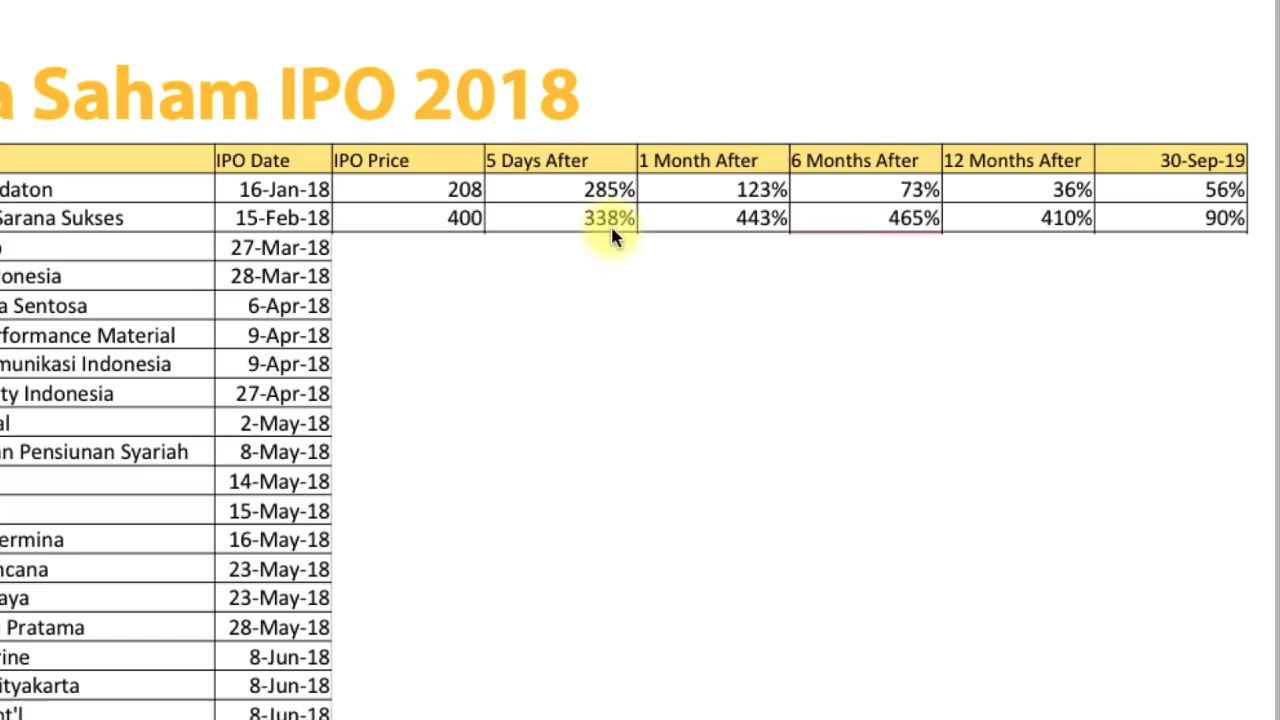 a Saham IPO 2018
IPO Date IPO Price 5 Days After 1 Month After 6 Months After 12 Months After 30-Sep-19
daton 16-Jan-18 208 285% 123% 73% 36% 56%
Sarana Sukses 15-Feb-18 400 338% 443% 465% 410% 90%
27-Mar-18
onesia 28-Mar-18
a Sentosa 6-Apr-18
rformance Material 9-Apr-18
munikasi Indonesia 9-Apr-18
ty Indonesia 27-Apr-18
al 2-May-18
an Pensiunan Syariah 8-May-18
14-May-18
15-May-18
ermina 16-May-18
ncana 23-May-18
aya 23-May-18
Pratama 28-May-18
rine 8-Jun-18
ityakarta 8-Jun-18
nt'l 8-Jun-18